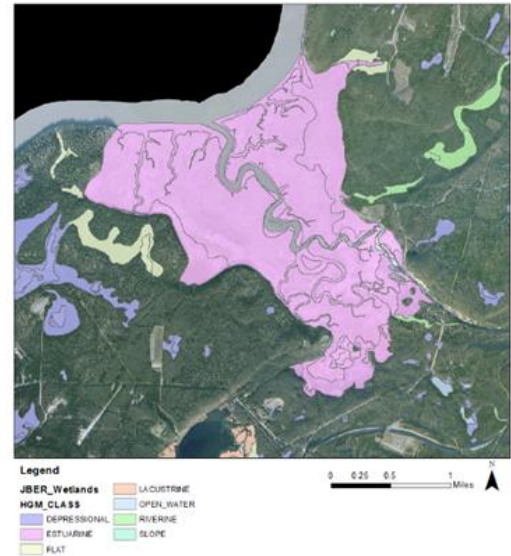 Legend
JBER_Wetlands
HGM_CLASS
DEPRESSIONAL
ESTUARINE
FLAT
LACUSTRINE
OPEN_WATER
RIVERINE
SLOPE
0 0.25 0.5 1
Miles
N